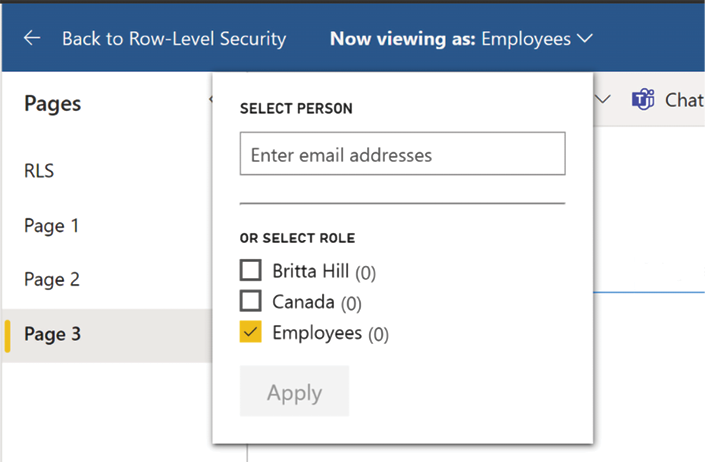 Back to Row-Level Security
Now viewing as: Employees
Pages
SELECT PERSON
Chat
Enter email addresses
RLS
Page 1
Page 2
Page 3
OR SELECT ROLE
Britta Hill (0)
Canada (0)
Employees (0)
Apply